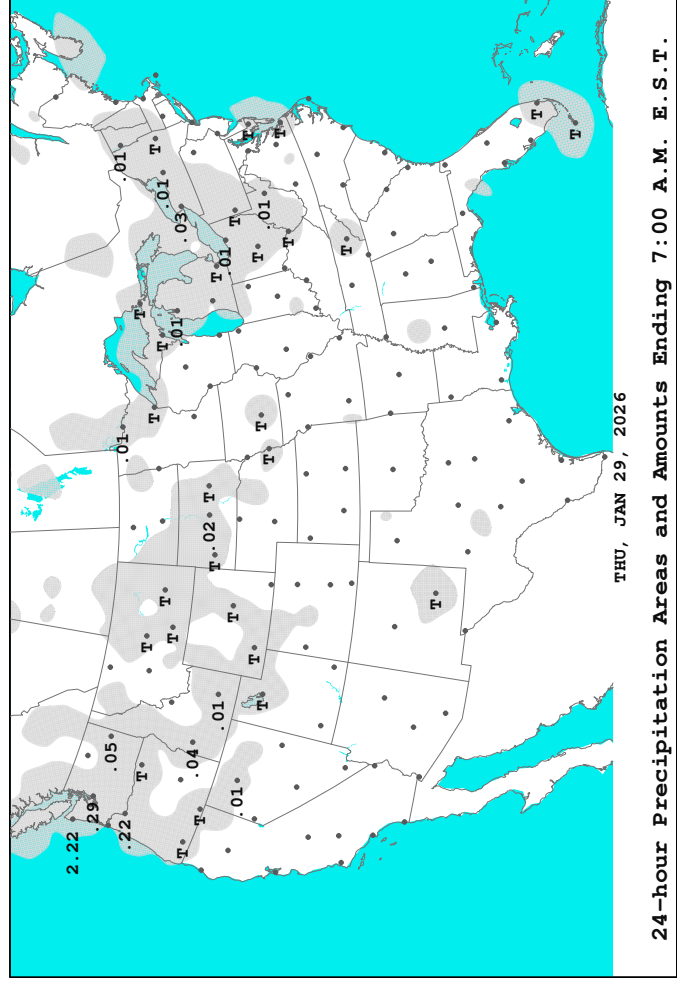 2.22
.29
.05
.01
.01
.22
T
T
T
T
T
T
.01
T
T
.01
.03
T
.04
T
T
.02
T
T
.01
.01
T
T
.01
T
T
T
T
T
.01
T
T
T
T
T
T
T
THU, JAN 29, 2026
24-hour Precipitation Areas and Amounts Ending 7:00 A.M. E.S.T.